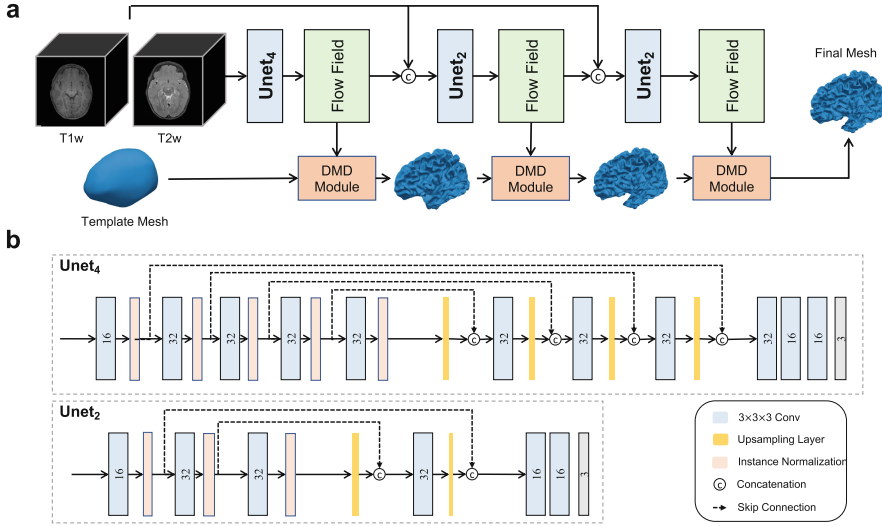 a
T1w
T2w
Template Mesh
Unet4
Flow Field
c
Unet2
Flow Field
c
Unet2
Flow Field
Final Mesh
DMD
Module
DMD
Module
DMD
Module
b
Unet4
16
32
32
32
32
c
32
c
32
c
32
c
32
16
16
3
Unet2
16
32
32
c
32
c
16
16
3
3×3×3 Conv
Upsampling Layer
Instance Normalization
c Concatenation
Skip Connection